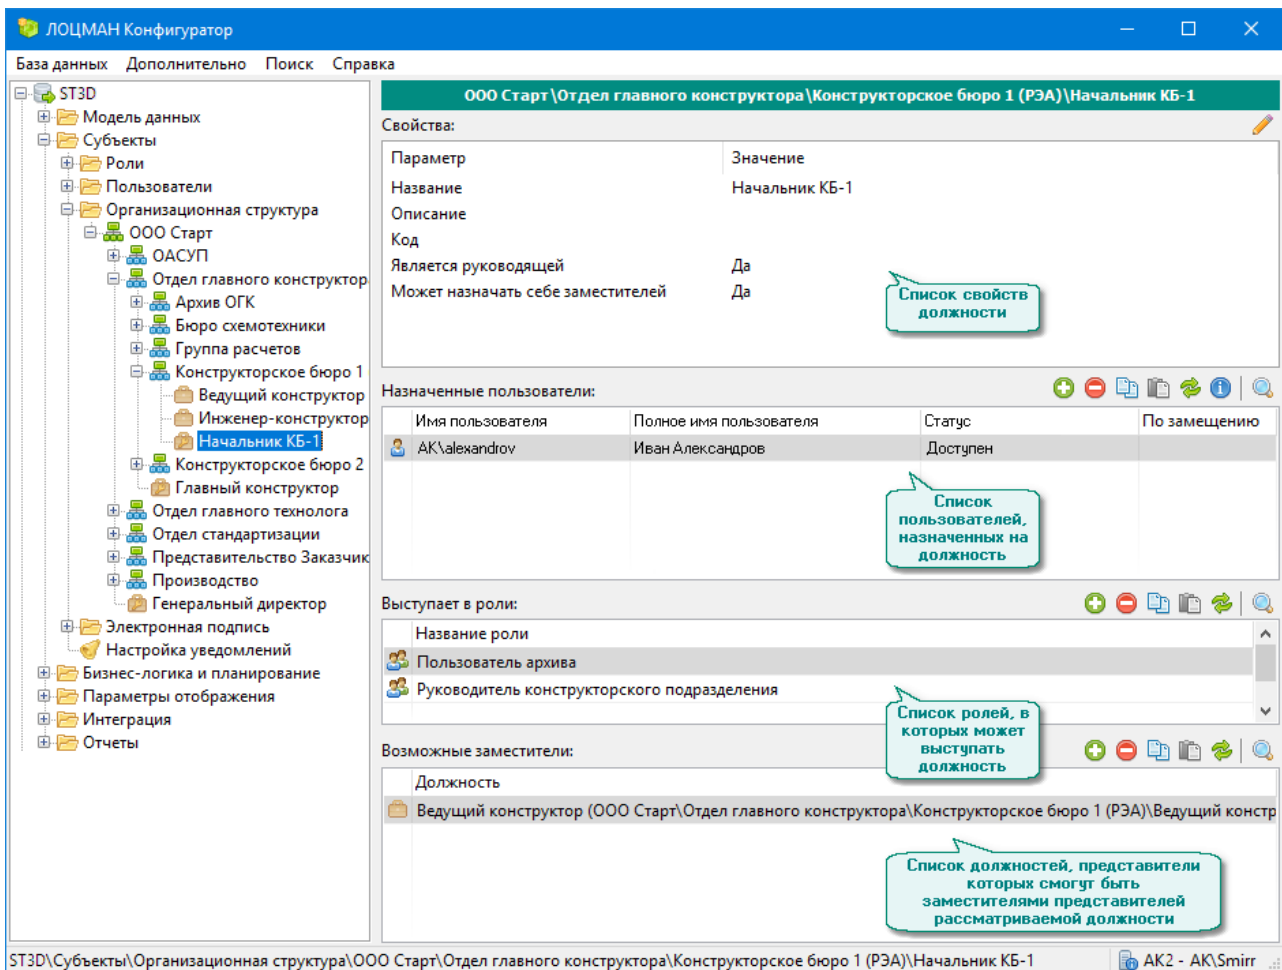 ЛОЦМАН Конфигуратор
База данных Дополнительно Поиск Справка
ST3D
Модель данных
Субъекты
Роли
Пользователи
Организационная структура
ООО Старт
ОАСУП
Отдел главного конструктор
Архив ОГК
Бюро схемотехники
Группа расчетов
Конструкторское бюро 1
Ведущий конструктор
Инженер-конструктор
Начальник КБ-1
Конструкторское бюро 2
Главный конструктор
Отдел главного технолога
Отдел стандартизации
Представительство Заказчик
Производство
Генеральный директор
Электронная подпись
Настройка уведомлений
Бизнес-логика и планирование
Параметры отображения
Интеграция
Отчеты
ООО Старт\Отдел главного конструктора\Конструкторское бюро 1 (РЭА)\Начальник КБ-1
Свойства:
Параметр Значение
Название Начальник КБ-1
Описание
Код
Является руководящей Да
Может назначать себе заместителей Да
Список свойств
должности
Назначенные пользователи:
Имя пользователя Полное имя пользователя Статус По замещению
AK\alexandrov Иван Александров Доступен
Список
пользователей,
назначенных на
должность
Выступает в роли:
Название роли
Пользователь архива
Руководитель конструкторского подразделения
Список ролей, в
которых может
выступать
должность
Возможные заместители:
Должность
Ведущий конструктор (ООО Старт\Отдел главного конструктора\Конструкторское бюро 1 (РЭА)\Ведущий констр
Список должностей, представители
которых смогут быть
заместителями представителей
рассматриваемой должности
ST3D\Субъекты\Организационная структура\ООО Старт\Отдел главного конструктора\Конструкторское бюро 1 (РЭА)\Начальник КБ-1
AK2 - AK\Smirr